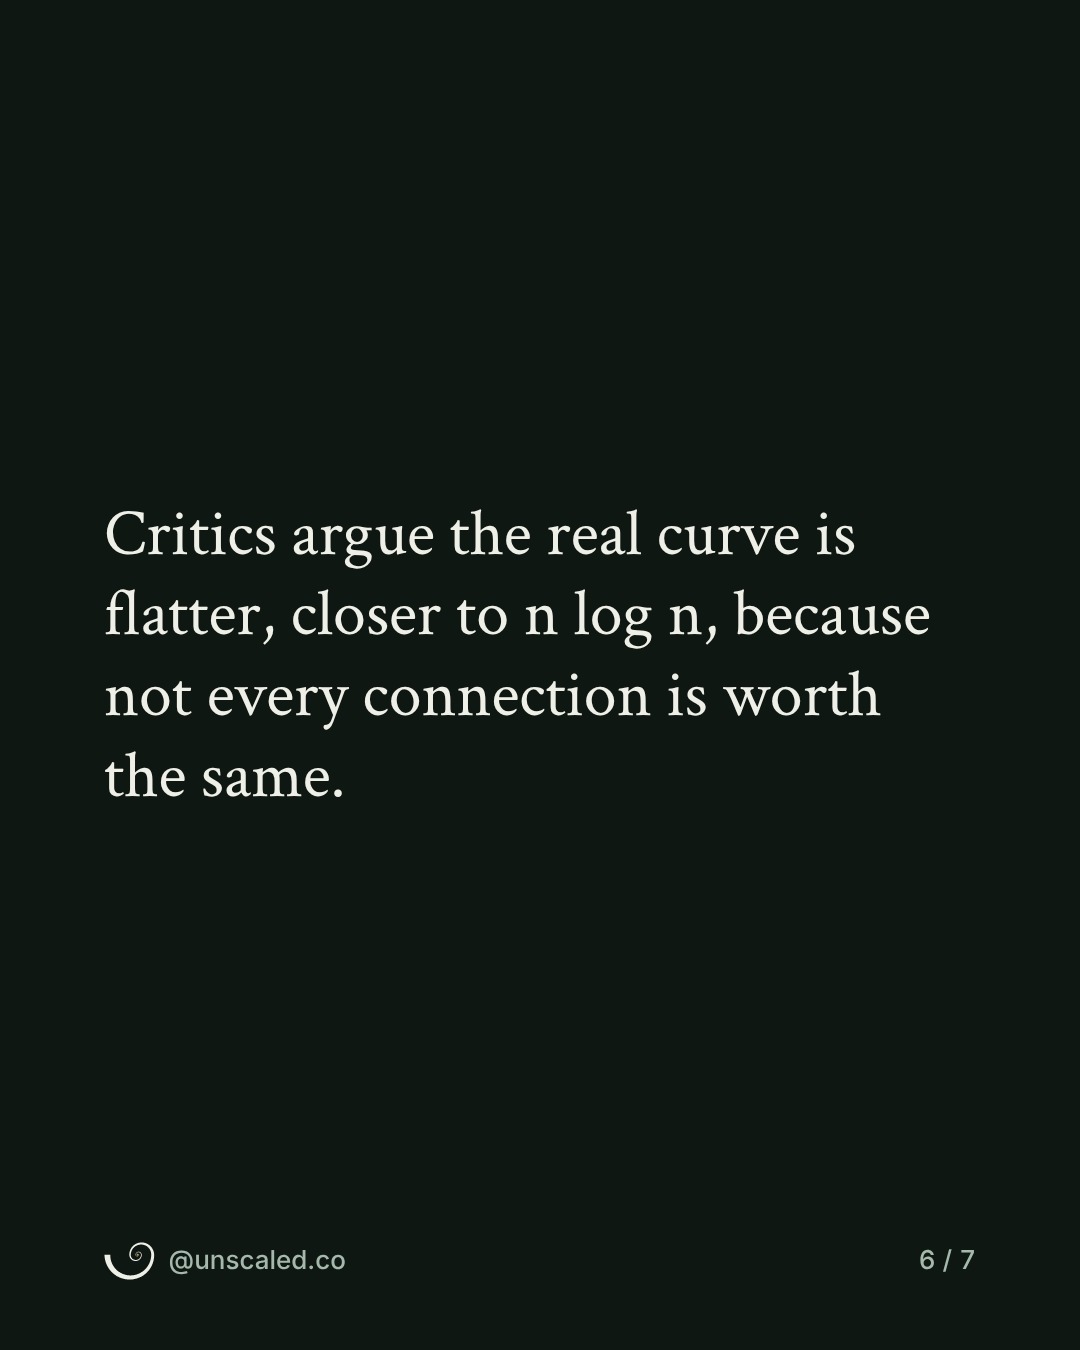 Critics argue the real curve is
flatter, closer to n log n, because
not every connection is worth
the same.
@unscaled.co
6 / 7